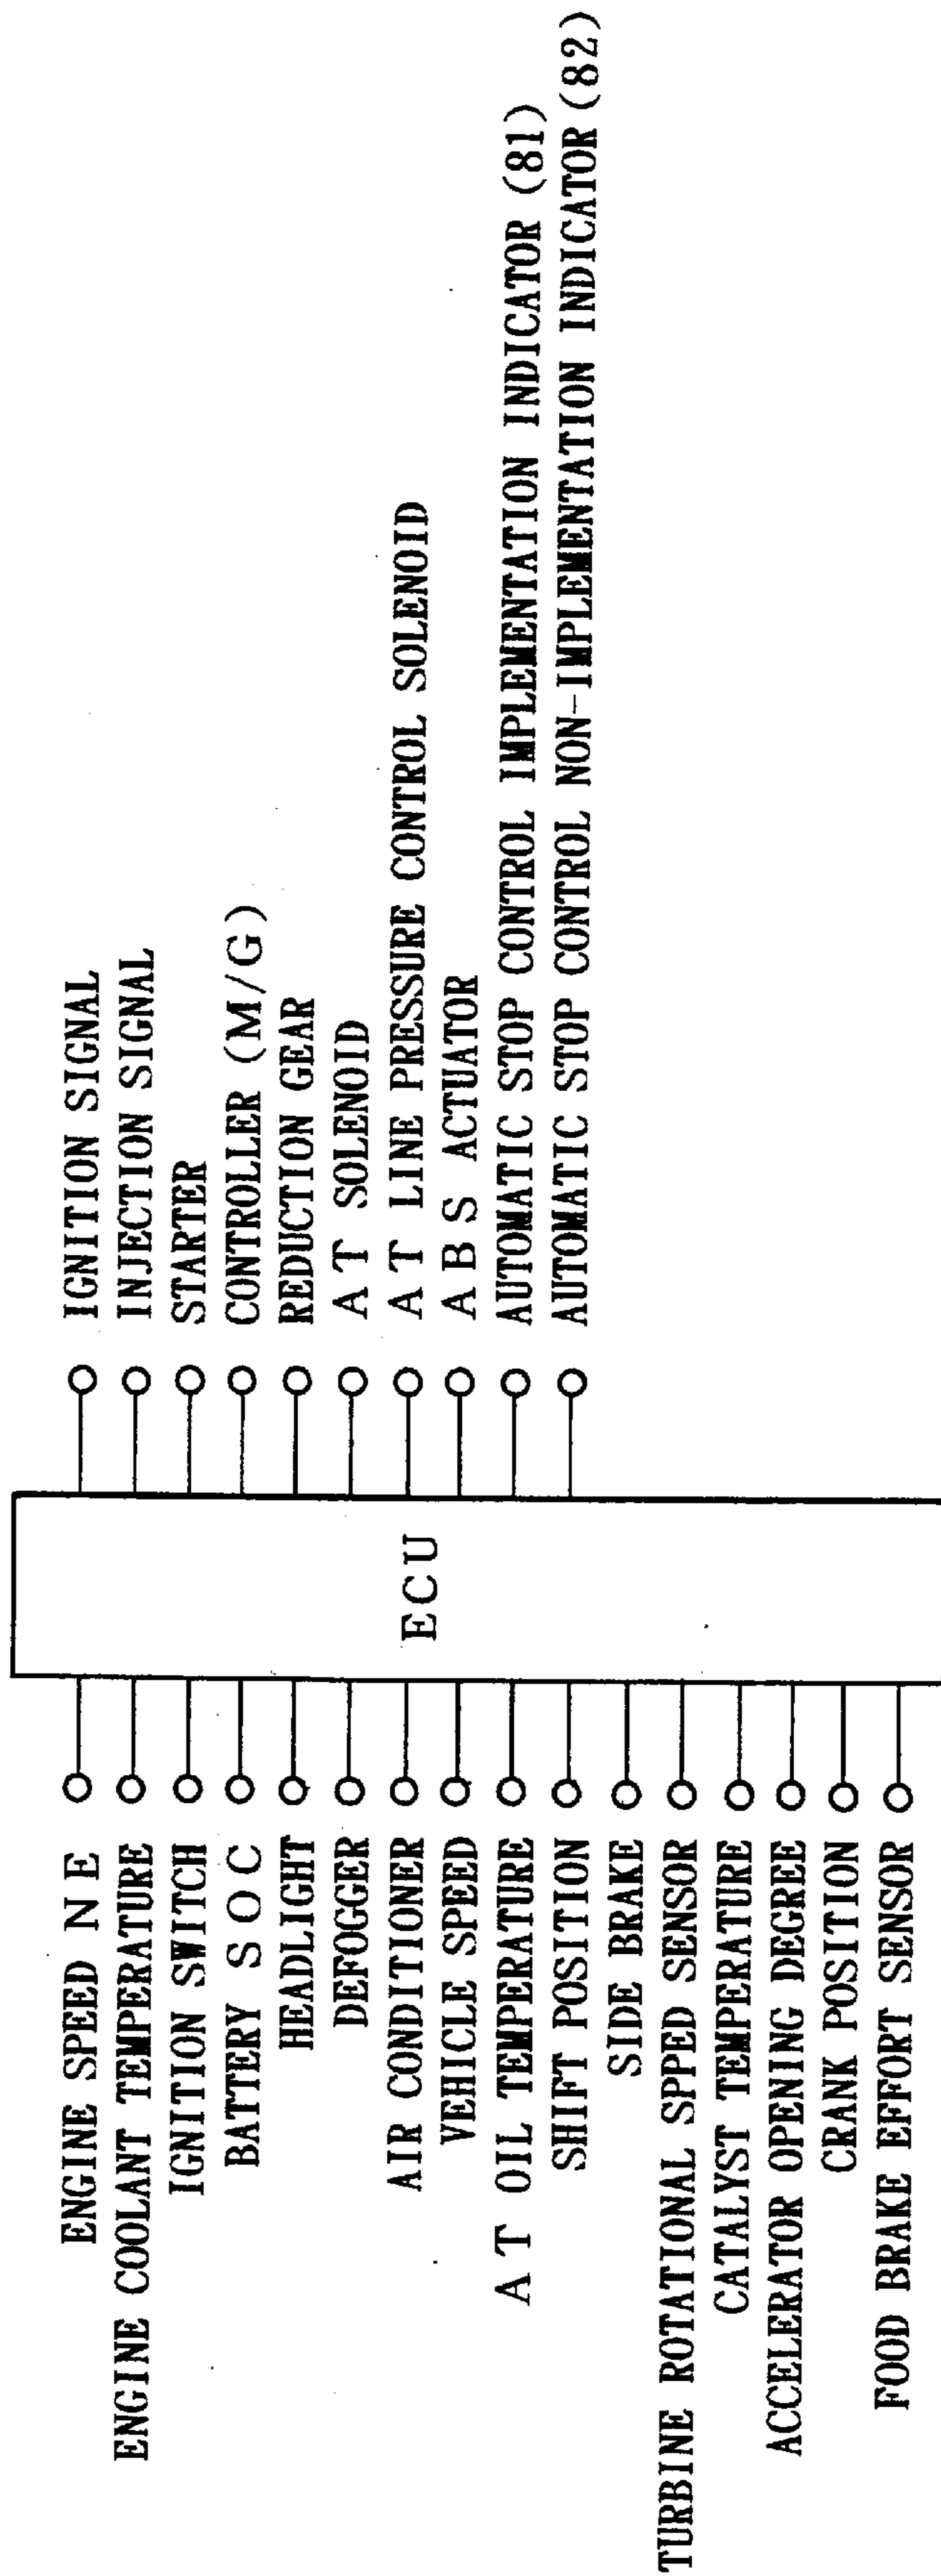 ENGINE SPEED N E
ENGINE COOLANT TEMPERATURE
IGNITION SWITCH
BATTERY S O C
HEADLIGHT
DEFOGGER
AIR CONDITIONER
VEHICLE SPEED
A T OIL TEMPERATURE
SHIFT POSITION
SIDE BRAKE
TURBINE ROTATIONAL SPPED SENSOR
CATALYST TEMPERATURE
ACCELERATOR OPENING DEGREE
CRANK POSITION
FOOD BRAKE EFFORT SENSOR
ECU
IGNITION SIGNAL
INJECTION SIGNAL
STARTER
CONTROLLER (M/G)
REDUCTION GEAR
A T SOLENOID
A T LINE PRESSURE CONTROL SOLENOID
A B S ACTUATOR
AUTOMATIC STOP CONTROL IMPLEMENTATION INDICATOR (81)
AUTOMATIC STOP CONTROL NON-IMPLEMENTATION INDICATOR (82)